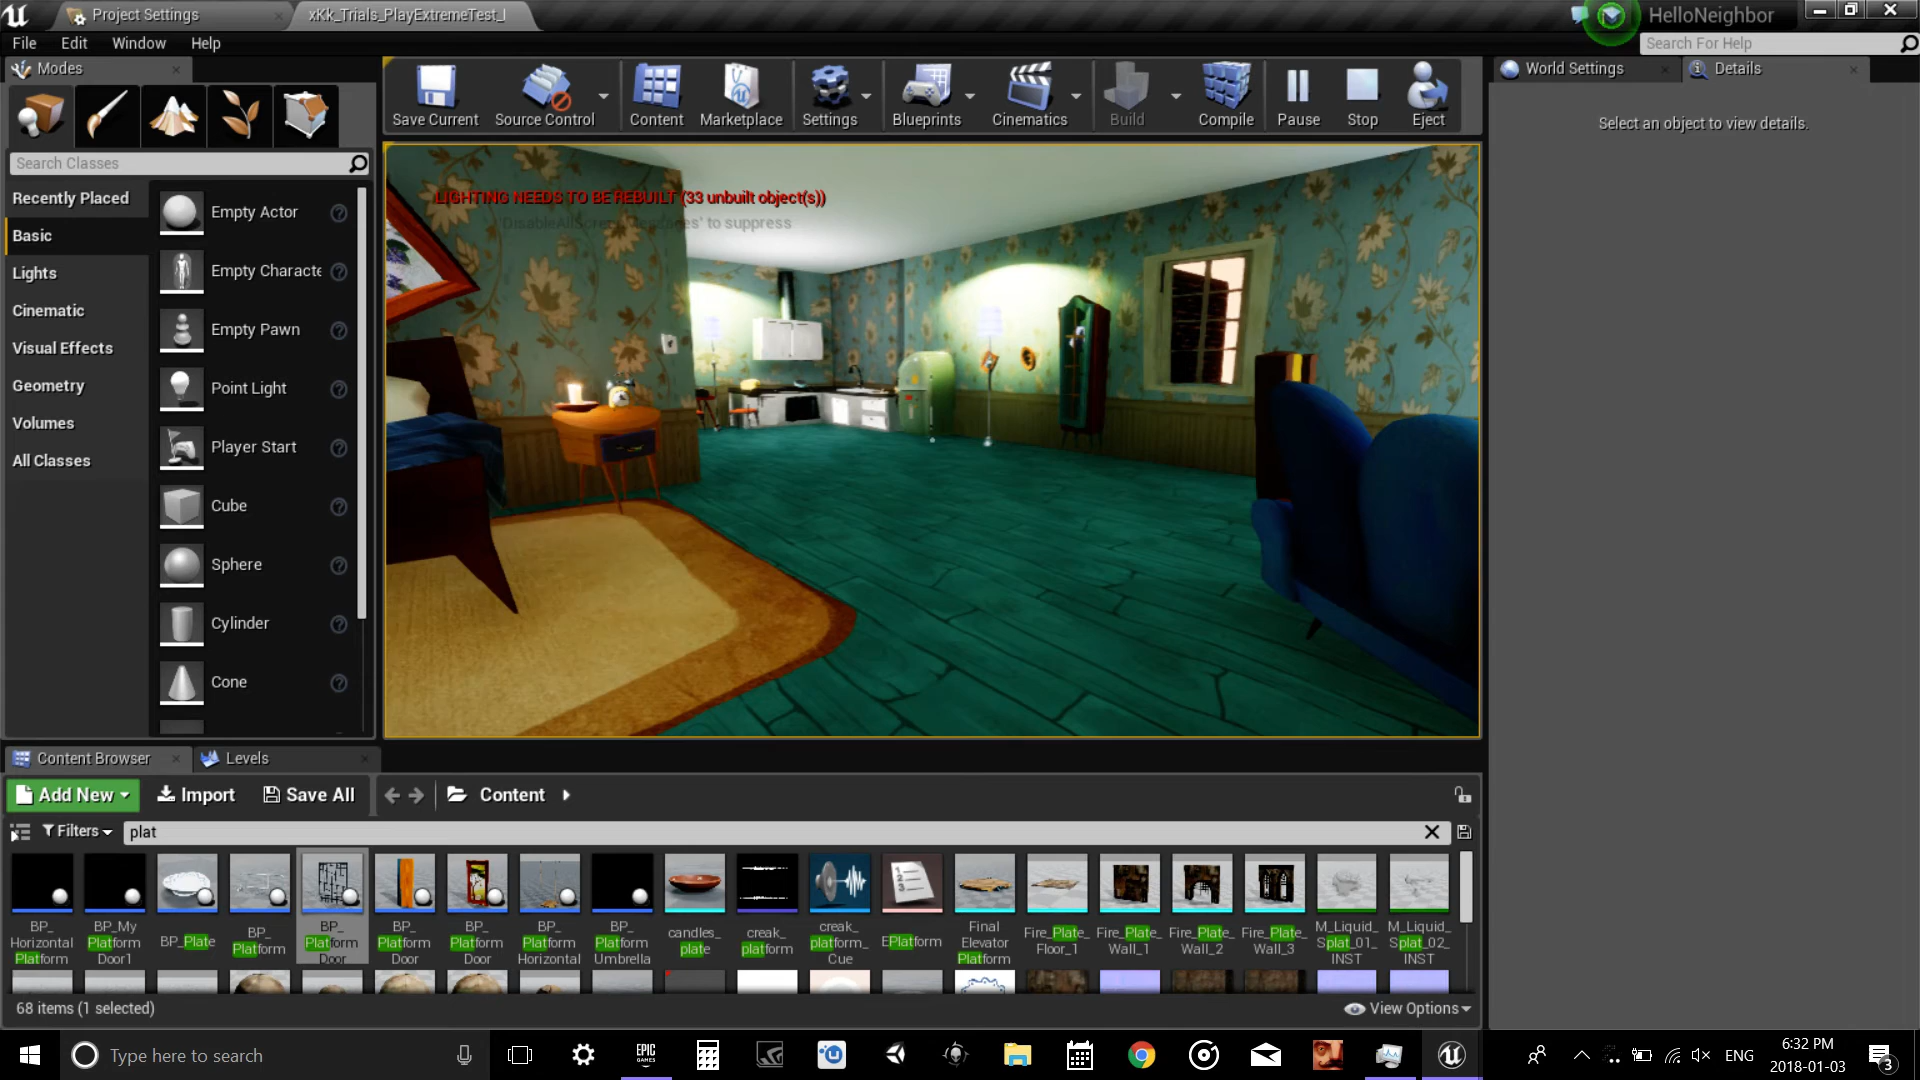 Project Settings
xKk_Trials_PlayExtremeTest_I
HelloNeighbor
File
Edit
Window
Help
Search For Help
Modes
World Settings
Details
Save Current
Source Control
Content
Marketplace
Settings
Blueprints
Cinematics
Build
Compile
Pause
Stop
Eject
Select an object to view details.
Search Classes
Recently Placed
Basic
Lights
Cinematic
Visual Effects
Geometry
Volumes
All Classes
Empty Actor
Empty Characte
Empty Pawn
Point Light
Player Start
Cube
Sphere
Cylinder
Cone
LIGHTING NEEDS TO BE REBUILT (33 unbuilt object(s))
'DisableAllScreenMessages' to suppress
Content Browser
Levels
Add New
Import
Save All
Content
Filters
plat
BP_
Horizontal
Platform
BP_My
Platform
Door1
BP_Plate
BP_
Platform
BP_
Platform
Door
BP_
Platform
Door
BP_
Platform
Door
BP_
Platform
Horizontal
BP_
Platform
Umbrella
candles_
plate
creak_
platform
creak_
platform_
Cue
EPlatform
Final
Elevator
Platform
Fire_Plate_
Floor_1
Fire_Plate_
Wall_1
Fire_Plate_
Wall_2
Fire_Plate_
Wall_3
M_Liquid_
Splat_01_
INST
M_Liquid_
Splat_02_
INST
68 items (1 selected)
View Options
Type here to search
EPIC
GAMES
ENG
6:32 PM
2018-01-03
3